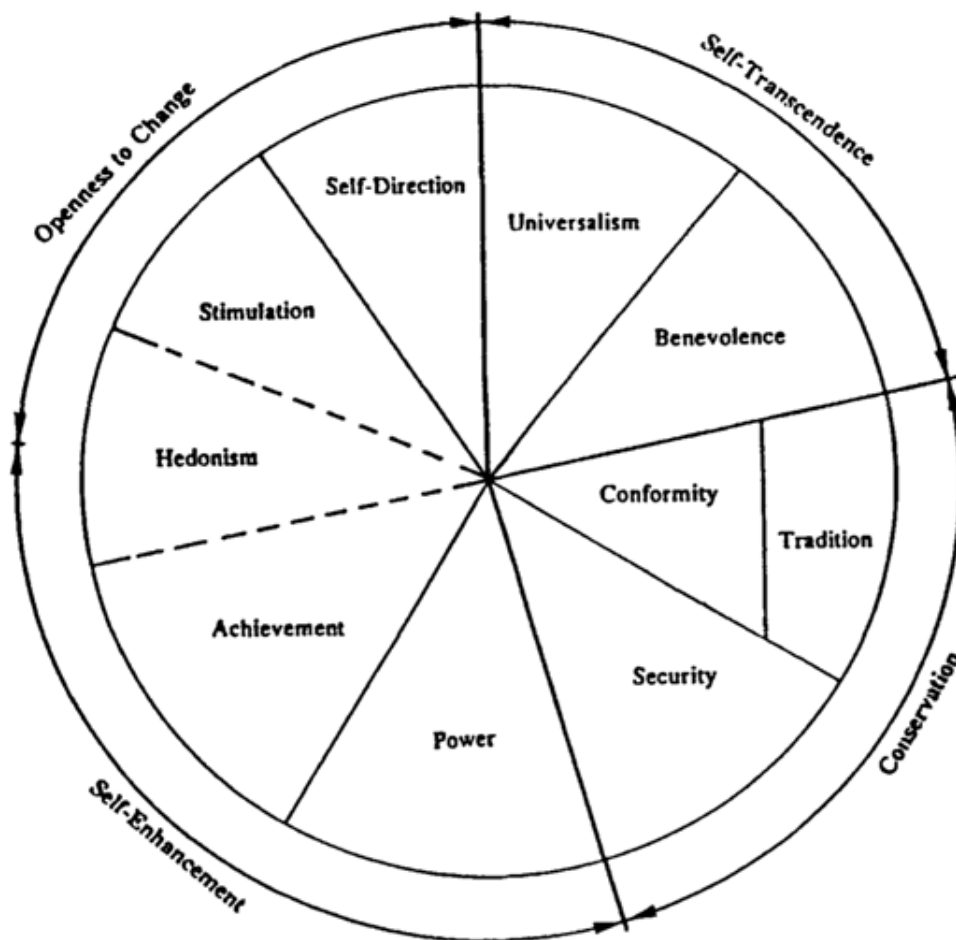 Openness to Change
Self-Transcendence
Self-Direction
Universalism
Stimulation
Benevolence
Hedonism
Conformity
Tradition
Achievement
Security
Power
Self-Enhancement
Conservation